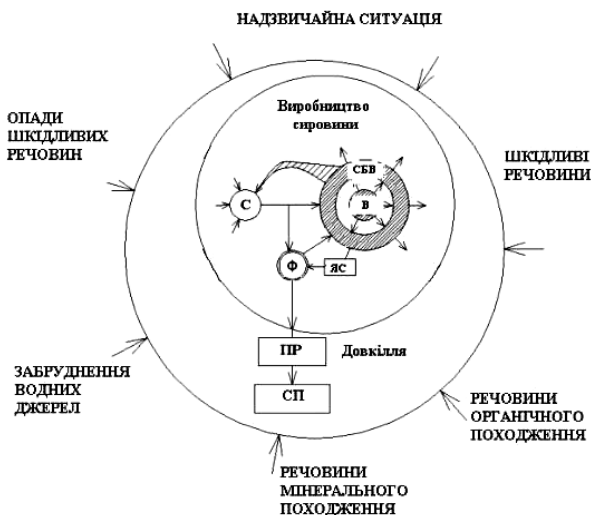 НАДЗВИЧАЙНА СИТУАЦІЯ
ОПАДИ
ШКІДЛИВИХ
РЕЧОВИН
Виробництво
сировини
ШКІДЛИВІ
РЕЧОВИНИ
СБВ
С
В
Ф
ЯС
ПР
Довкілля
СП
ЗАБРУДНЕННЯ
ВОДНИХ
ДЖЕРЕЛ
РЕЧОВИНИ
ОРГАНІЧНОГО
ПОХОДЖЕННЯ
РЕЧОВИНИ
МІНЕРАЛЬНОГО
ПОХОДЖЕННЯ